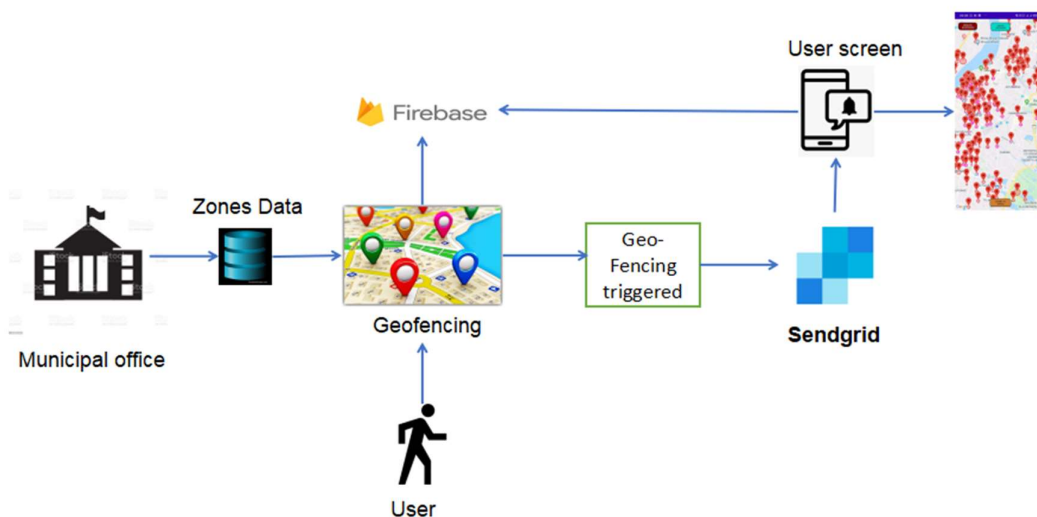 User screen
Firebase
Zones Data
Geo-
Fencing
triggered
Geofencing
Sendgrid
Municipal office
User